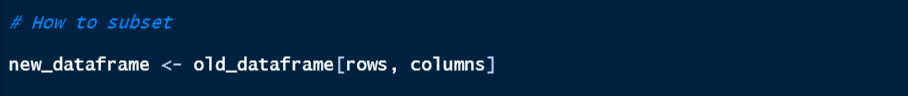 # How to subset
new_dataframe <- old_dataframe[rows, columns]